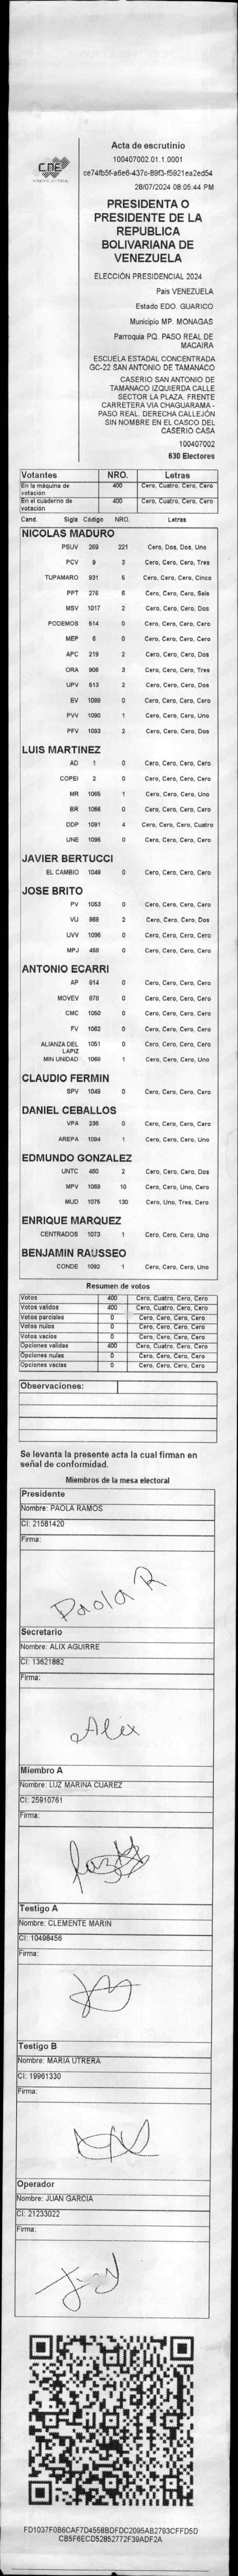 CNE
Acta de escrutinio
100407002.01.1.0001
ce74fb5f-a6e6-437c-89f3-f5921ea2ed54
28/07/2024 08:05:44 PM
PRESIDENTA O
PRESIDENTE DE LA
REPUBLICA
BOLIVARIANA DE
VENEZUELA
ELECCIÓN PRESIDENCIAL 2024
Pais VENEZUELA
Estado EDO. GUARICO
Municipio MP. MONAGAS
Parroquia PQ. PASO REAL DE
MACAIRA
ESCUELA ESTADAL CONCENTRADA
GC-22 SAN ANTONIO DE TAMANACO
CASERIO SAN ANTONIO DE
TAMANACO IZQUIERDA CALLE
SECTOR LA PLAZA. FRENTE
CARRETERA VIA CHAGUARAMA -
PASO REAL. DERECHA CALLEJÓN
SIN NOMBRE EN EL CASCO DEL
CASERIO CASA
100407002
630 Electores
Votantes NRO. Letras
En la máquina de votación 400 Cero, Cuatro, Cero, Cero
En el cuaderno de votación 400 Cero, Cuatro, Cero, Cero
Cand. Sigla Código NRO. Letras
NICOLAS MADURO
PSUV 269 221 Cero, Dos, Dos, Uno
PCV 9 3 Cero, Cero, Cero, Tres
TUPAMARO 931 5 Cero, Cero, Cero, Cinco
PPT 276 6 Cero, Cero, Cero, Seis
MSV 1017 2 Cero, Cero, Cero, Dos
PODEMOS 514 0 Cero, Cero, Cero, Cero
MEP 6 0 Cero, Cero, Cero, Cero
APC 219 2 Cero, Cero, Cero, Dos
ORA 906 3 Cero, Cero, Cero, Tres
UPV 513 2 Cero, Cero, Cero, Dos
EV 1089 0 Cero, Cero, Cero, Cero
PVV 1090 1 Cero, Cero, Cero, Uno
PFV 1093 2 Cero, Cero, Cero, Dos
LUIS MARTINEZ
AD 1 0 Cero, Cero, Cero, Cero
COPEI 2 0 Cero, Cero, Cero, Cero
MR 1065 1 Cero, Cero, Cero, Uno
BR 1066 0 Cero, Cero, Cero, Cero
DDP 1091 4 Cero, Cero, Cero, Cuatro
UNE 1095 0 Cero, Cero, Cero, Cero
JAVIER BERTUCCI
EL CAMBIO 1048 0 Cero, Cero, Cero, Cero
JOSE BRITO
PV 1053 0 Cero, Cero, Cero, Cero
VU 868 2 Cero, Cero, Cero, Dos
UVV 1096 0 Cero, Cero, Cero, Cero
MPJ 458 0 Cero, Cero, Cero, Cero
ANTONIO ECARRI
AP 914 0 Cero, Cero, Cero, Cero
MOVEV 878 0 Cero, Cero, Cero, Cero
CMC 1050 0 Cero, Cero, Cero, Cero
FV 1062 0 Cero, Cero, Cero, Cero
ALIANZA DEL LAPIZ 1051 0 Cero, Cero, Cero, Cero
MIN UNIDAD 1068 1 Cero, Cero, Cero, Uno
CLAUDIO FERMIN
SPV 1049 0 Cero, Cero, Cero, Cero
DANIEL CEBALLOS
VPA 236 0 Cero, Cero, Cero, Cero
AREPA 1094 1 Cero, Cero, Cero, Uno
EDMUNDO GONZALEZ
UNTC 460 2 Cero, Cero, Cero, Dos
MPV 1069 10 Cero, Cero, Uno, Cero
MUD 1075 130 Cero, Uno, Tres, Cero
ENRIQUE MARQUEZ
CENTRADOS 1073 1 Cero, Cero, Cero, Uno
BENJAMIN RAUSSEO
CONDE 1092 1 Cero, Cero, Cero, Uno
Resumen de votos
Votos 400 Cero, Cuatro, Cero, Cero
Votos validos 400 Cero, Cuatro, Cero, Cero
Votos parciales 0 Cero, Cero, Cero, Cero
Votos nulos 0 Cero, Cero, Cero, Cero
Votos vacios 0 Cero, Cero, Cero, Cero
Opciones validas 400 Cero, Cuatro, Cero, Cero
Opciones nulas 0 Cero, Cero, Cero, Cero
Opciones vacias 0 Cero, Cero, Cero, Cero
Observaciones:
Se levanta la presente acta la cual firman en
señal de conformidad.
Miembros de la mesa electoral
Presidente
Nombre: PAOLA RAMOS
CI: 21581420
Firma:
Paola R
Secretario
Nombre: ALIX AGUIRRE
CI: 13621882
Firma:
Alix
Miembro A
Nombre: LUZ MARINA CUAREZ
CI: 25910761
Firma:
Testigo A
Nombre: CLEMENTE MARIN
CI: 10498456
Firma:
Testigo B
Nombre: MARIA UTRERA
CI: 19961330
Firma:
Operador
Nombre: JUAN GARCIA
CI: 21233022
Firma:
FD1037F0B6CAF7D4558BDFDC2095AB2793CFFD5D
CB5F6ECD52852772F39ADF2A